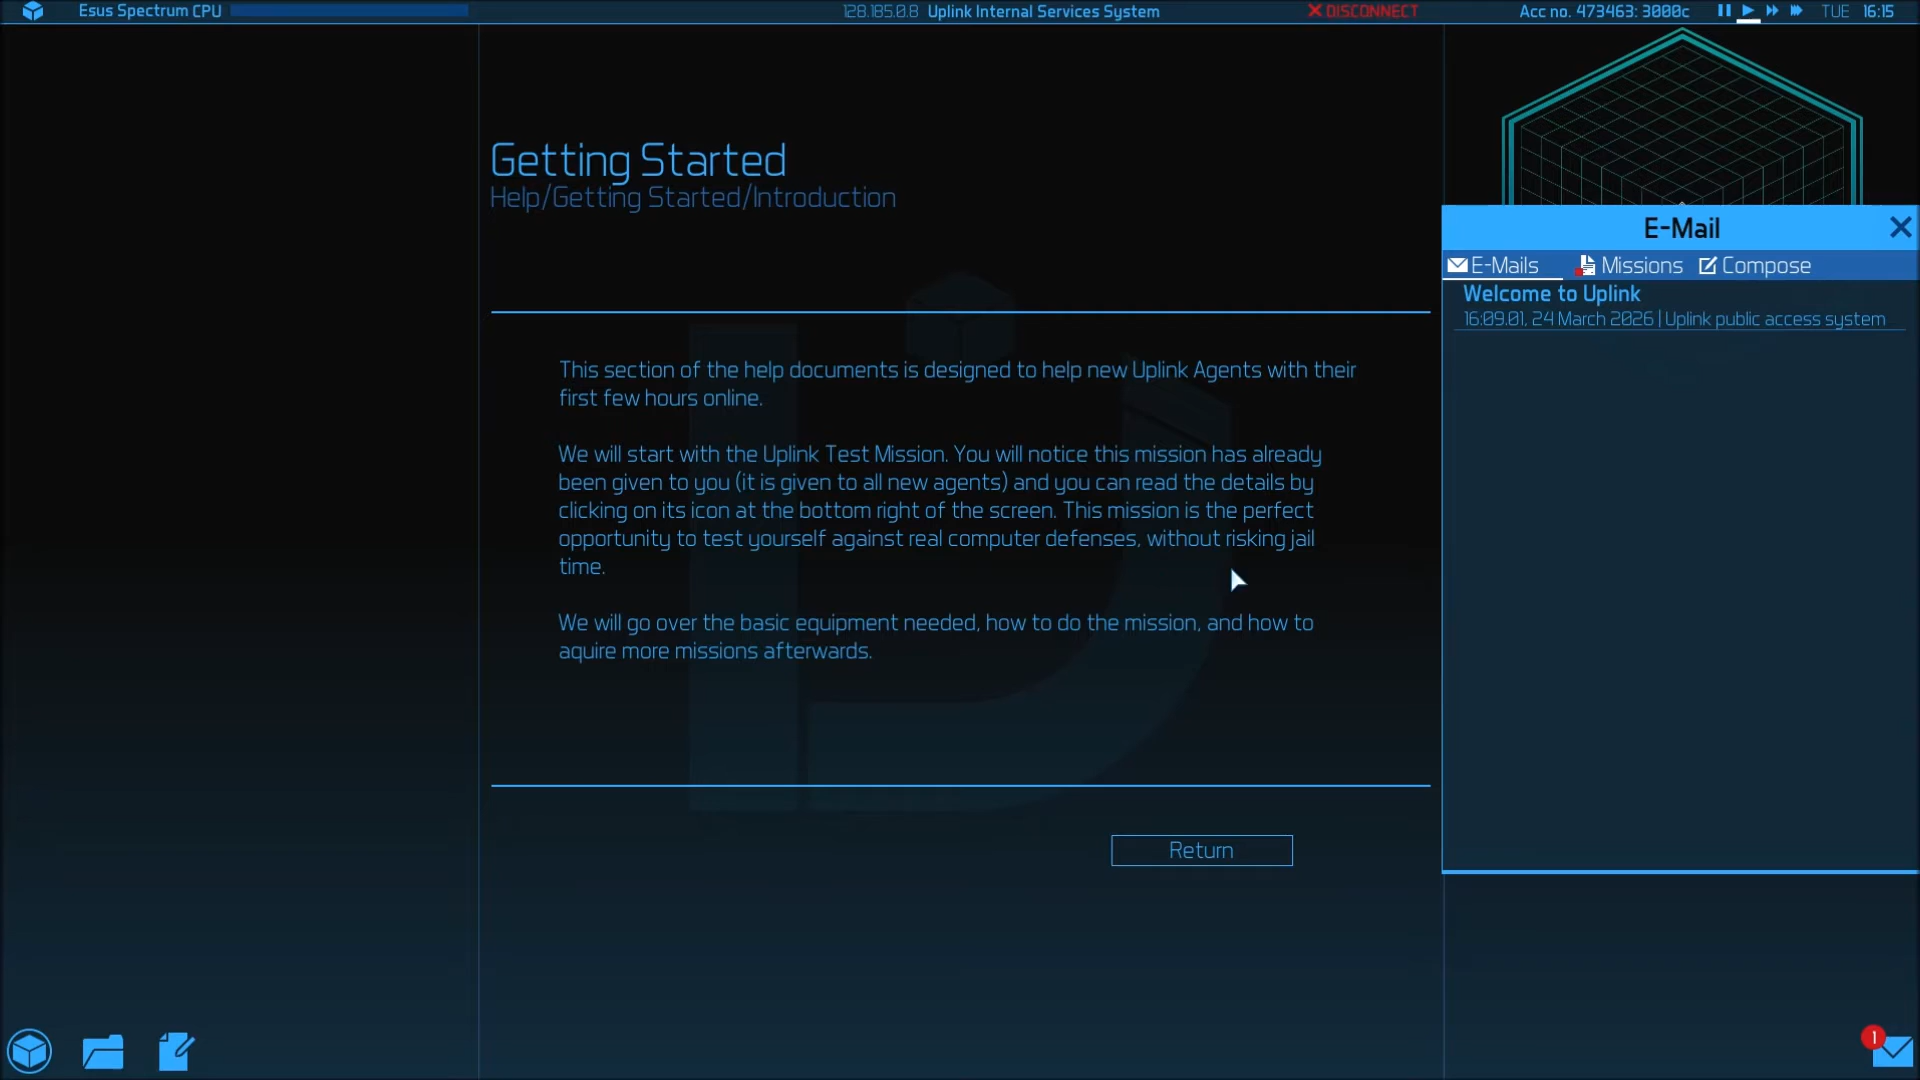 Esus Spectrum CPU
128.185.0.8 Uplink Internal Services System
DISCONNECT
Acc no. 473463: 3000c
TUE 16:15
Getting Started
Help/Getting Started/Introduction
This section of the help documents is designed to help new Uplink Agents with their
first few hours online.
We will start with the Uplink Test Mission. You will notice this mission has already
been given to you (it is given to all new agents) and you can read the details by
clicking on its icon at the bottom right of the screen. This mission is the perfect
opportunity to test yourself against real computer defenses, without risking jail
time.
We will go over the basic equipment needed, how to do the mission, and how to
aquire more missions afterwards.
Return
E-Mail
E-Mails Missions Compose
Welcome to Uplink
16:09.01, 24 March 2026 | Uplink public access system
1